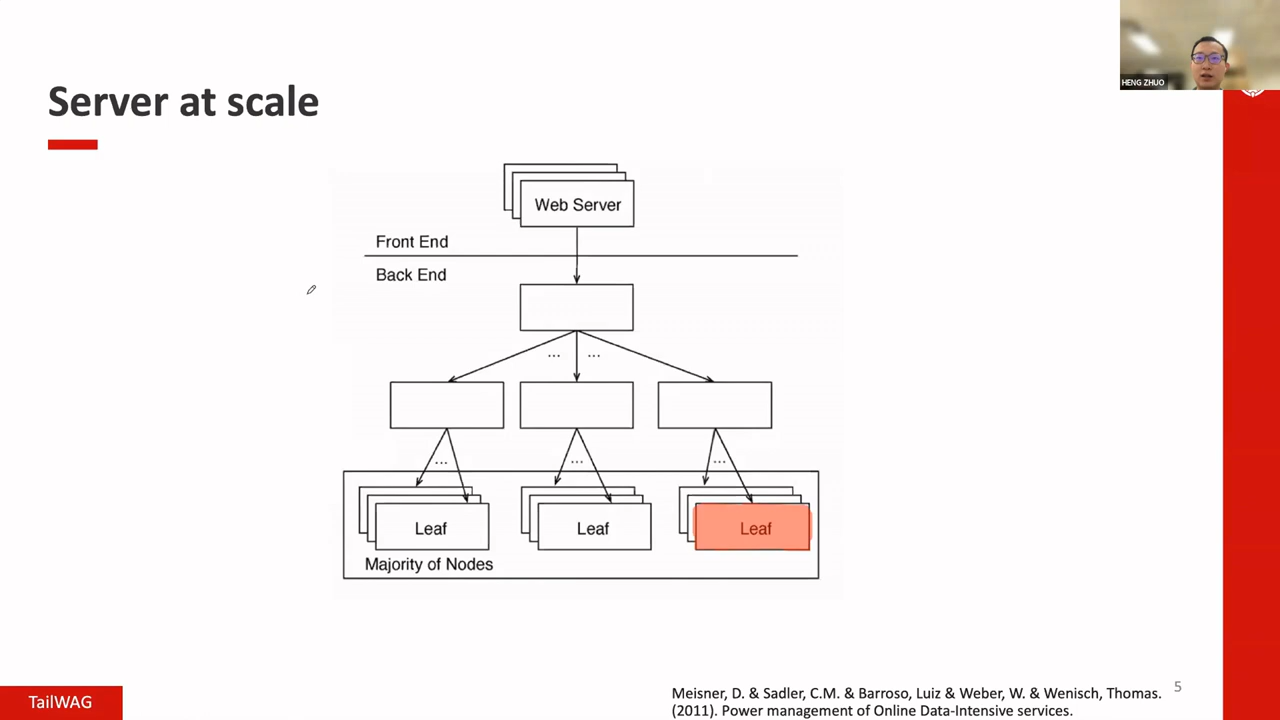 HENG ZHUO
Server at scale
Web Server
Front End
Back End
... ...
... ... ...
Leaf Leaf Leaf
Majority of Nodes
TailWAG
Meisner, D. & Sadler, C.M. & Barroso, Luiz & Weber, W. & Wenisch, Thomas.
(2011). Power management of Online Data-Intensive services.
5